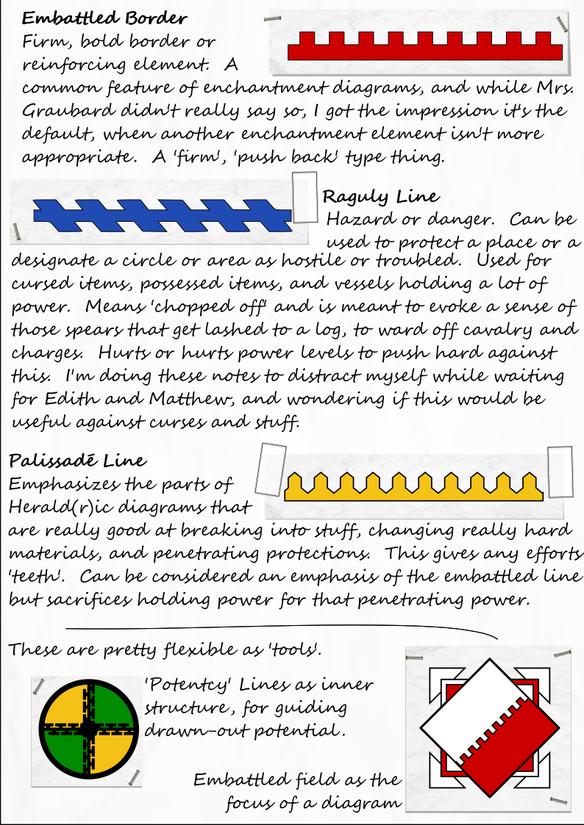 Embattled Border
Firm, bold border or
reinforcing element. A
common feature of enchantment diagrams, and while Mrs.
Graubard didn't really say so, I got the impression it's the
default, when another enchantment element isn't more
appropriate. A 'firm', 'push back' type thing.
Raguly Line
Hazard or danger. Can be
used to protect a place or a
designate a circle or area as hostile or troubled. Used for
cursed items, possessed items, and vessels holding a lot of
power. Means 'chopped off' and is meant to evoke a sense of
those spears that get lashed to a log, to ward off cavalry and
charges. Hurts or hurts power levels to push hard against
this. I'm doing these notes to distract myself while waiting
for Edith and Matthew, and wondering if this would be
useful against curses and stuff.
Palissadé Line
Emphasizes the parts of
Herald(r)ic diagrams that
are really good at breaking into stuff, changing really hard
materials, and penetrating protections. This gives any efforts
'teeth'. Can be considered an emphasis of the embattled line
but sacrifices holding power for that penetrating power.
These are pretty flexible as 'tools'.
'Potentcy' Lines as inner
structure, for guiding
drawn-out potential.
Embattled field as the
focus of a diagram